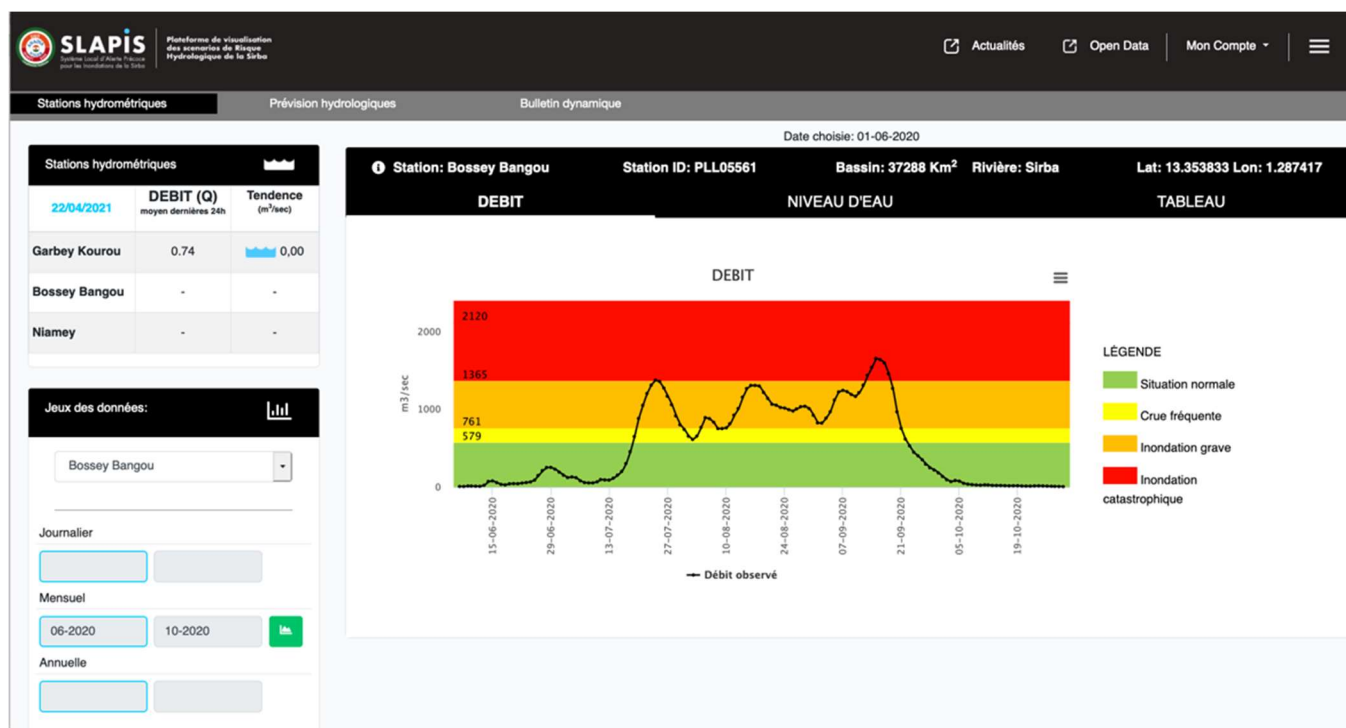 SLAPIS
Système Local d'Alerte Précoce
pour les Inondations de la Sirba
Plateforme de visualisation
des scenarios de Risque
Hydrologique de la Sirba
Actualités
Open Data
Mon Compte
Stations hydrométriques
Prévision hydrologiques
Bulletin dynamique
Stations hydrométriques
22/04/2021
DEBIT (Q)
moyen dernières 24h
Tendence
(m³/sec)
Garbey Kourou 0.74 0,00
Bossey Bangou - -
Niamey - -
Jeux des données:
Bossey Bangou
Journalier
Mensuel
06-2020 10-2020
Annuelle
Date choisie: 01-06-2020
Station: Bossey Bangou Station ID: PLL05561 Bassin: 37288 Km² Rivière: Sirba Lat: 13.353833 Lon: 1.287417
DEBIT NIVEAU D'EAU TABLEAU
DEBIT
m3/sec
2000
1000
0
2120
1365
761
579
15-06-2020
29-06-2020
13-07-2020
27-07-2020
10-08-2020
24-08-2020
07-09-2020
21-09-2020
05-10-2020
19-10-2020
Débit observé
LÈGENDE
Situation normale
Crue fréquente
Inondation grave
Inondation
catastrophique